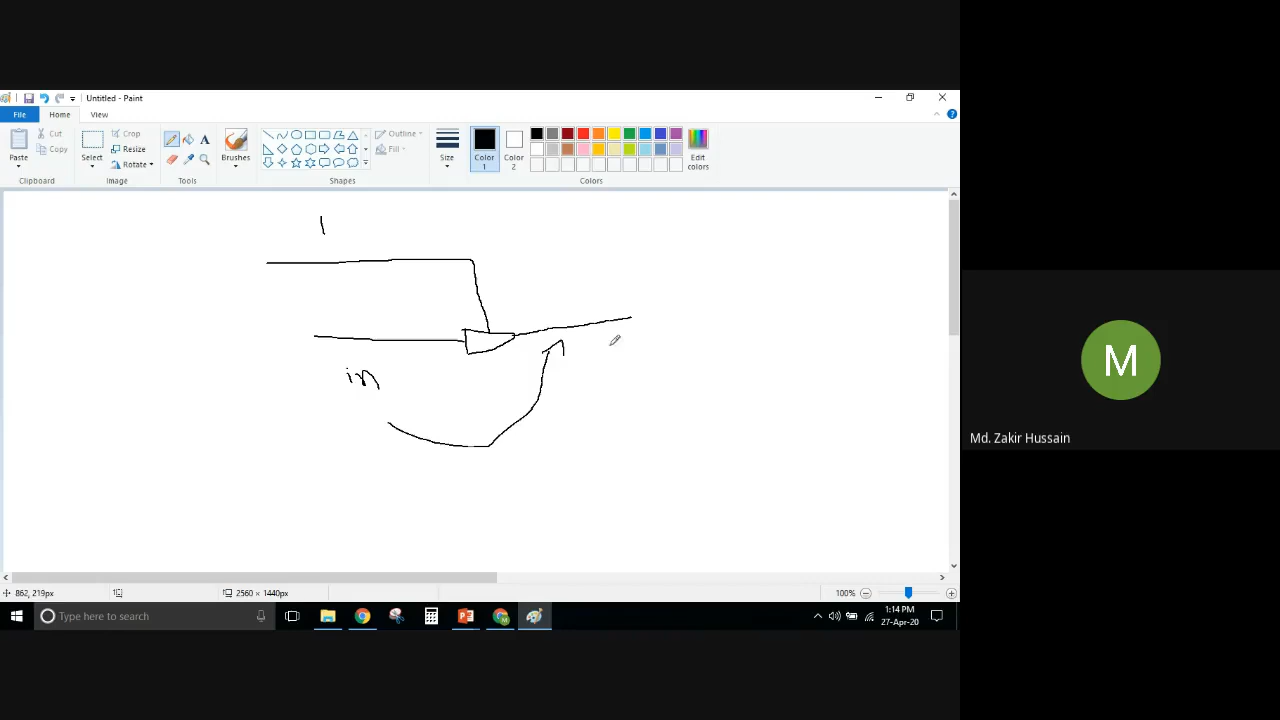 Untitled - Paint
File Home View
Paste
Cut
Copy
Clipboard
Select
Crop
Resize
Rotate
Image
Tools
Brushes
Shapes
Outline
Fill
Size
Color 1
Color 2
Colors
Edit colors
1
in
M
Md. Zakir Hussain
862, 219px
2560 × 1440px
100%
Type here to search
1:14 PM
27-Apr-20